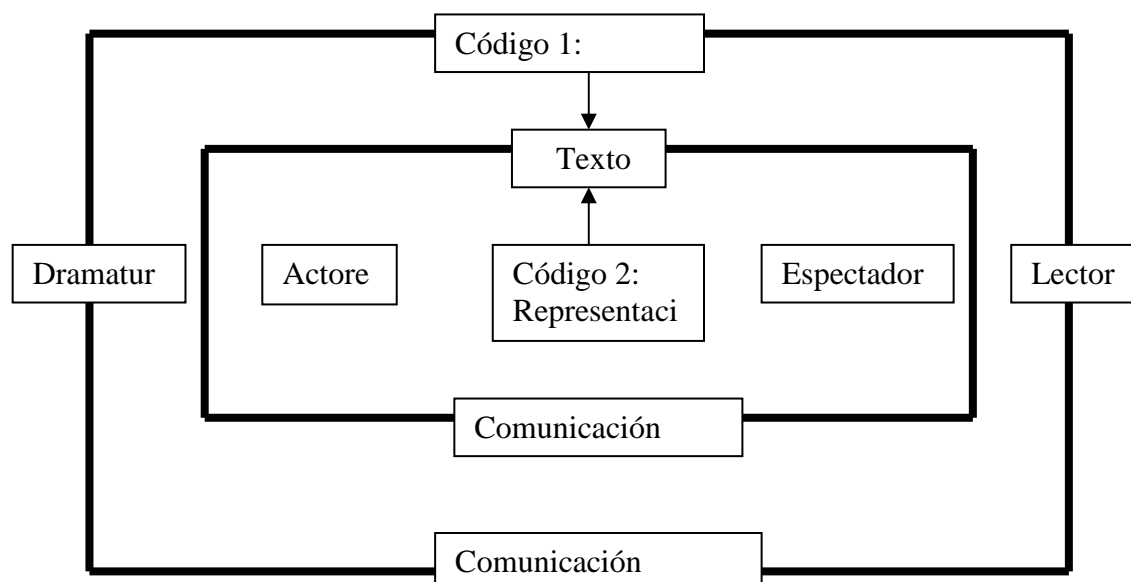 Código 1:
Texto
Dramatur
Actore
Código 2:
Representaci
Espectador
Lector
Comunicación
Comunicación